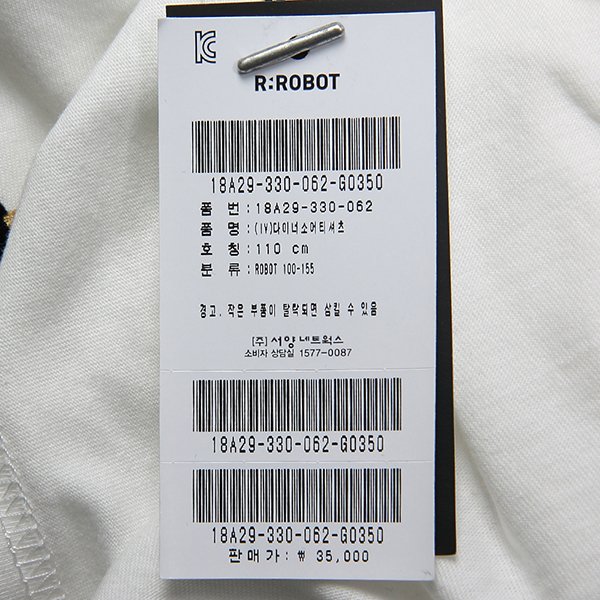 R:ROBOT
18A29-330-062-G0350
품 번 : 18A29-330-062
품 명 : (IV)다이너소어티셔츠
호 칭 : 110 cm
분 류 : ROBOT 100-155
경고. 작은 부품이 탈락되면 삼킬 수 있음
[주] 서양네트웍스
소비자 상담실 1577-0087
18A29-330-062-G0350
18A29-330-062-G0350
판 매 가 : ₩ 35,000